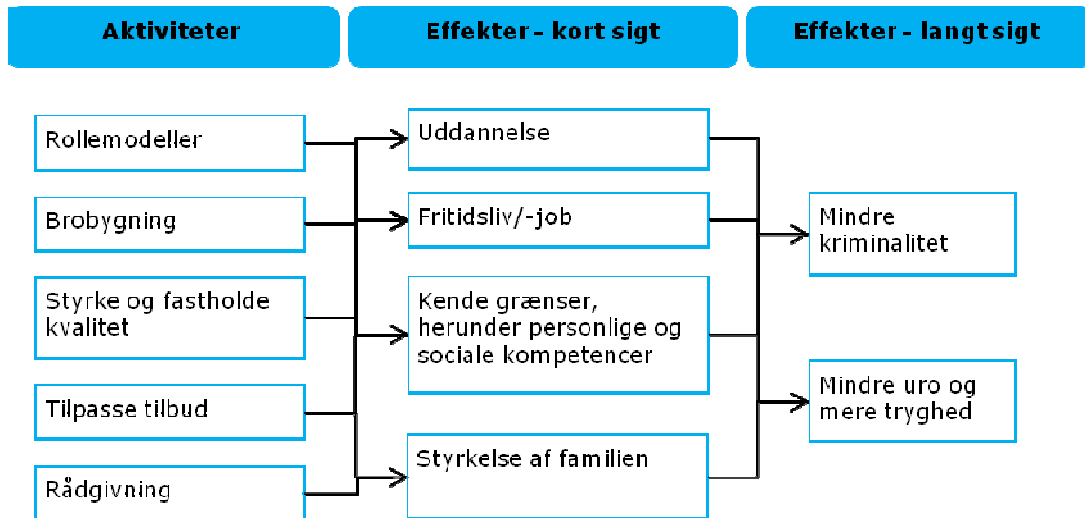 Aktiviteter
Effekter - kort sigt
Effekter - langt sigt
Rollemodeller
Brobygning
Styrke og fastholde
kvalitet
Tilpasse tilbud
Rådgivning
Uddannelse
Fritidsliv/-job
Kende grænser,
herunder personlige og
sociale kompetencer
Styrkelse af familien
Mindre
kriminalitet
Mindre uro og
mere tryghed